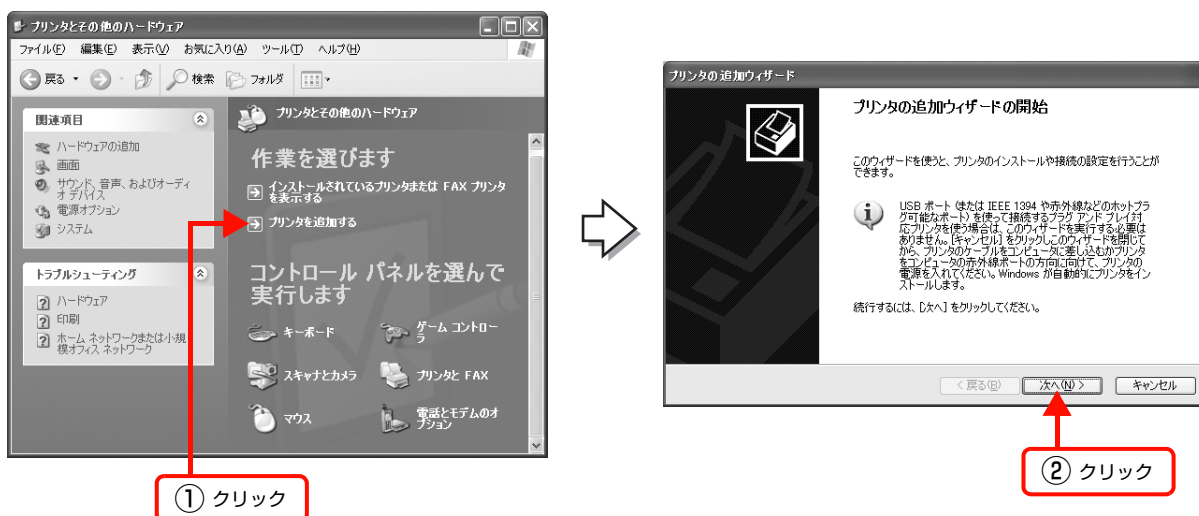 プリンタとその他のハードウェア
ファイル(F) 編集(E) 表示(V) お気に入り(A) ツール(T) ヘルプ(H)
戻る 検索 フォルダ
関連項目
ハードウェアの追加
画面
サウンド、音声、およびオーディ
オ デバイス
電源オプション
システム
トラブルシューティング
ハードウェア
印刷
ホーム ネットワークまたは小規
模オフィス ネットワーク
プリンタとその他のハードウェア
作業を選びます
インストールされているプリンタまたは FAX プリンタ
を表示する
プリンタを追加する
コントロール パネルを選んで
実行します
キーボード
ゲーム コントロー
ラ
スキャナとカメラ
プリンタと FAX
マウス
電話とモデムのオ
プション
① クリック
プリンタの追加ウィザード
プリンタの追加ウィザードの開始
このウィザードを使うと、プリンタのインストールや接続の設定を行うことが
できます。
USB ポート (または IEEE 1394 や赤外線などのホットプラ
グ可能なポート) を使って接続するプラグ アンド プレイ対
応プリンタを使う場合は、このウィザードを実行する必要は
ありません。[キャンセル] をクリックしこのウィザードを閉じて
から、プリンタのケーブルをコンピュータに差し込むかプリンタ
をコンピュータの赤外線ポートの方向に向けて、プリンタの
電源を入れてください。Windows が自動的にプリンタをイン
ストールします。
続行するには、[次へ] をクリックしてください。
< 戻る(B) 次へ(N) > キャンセル
② クリック